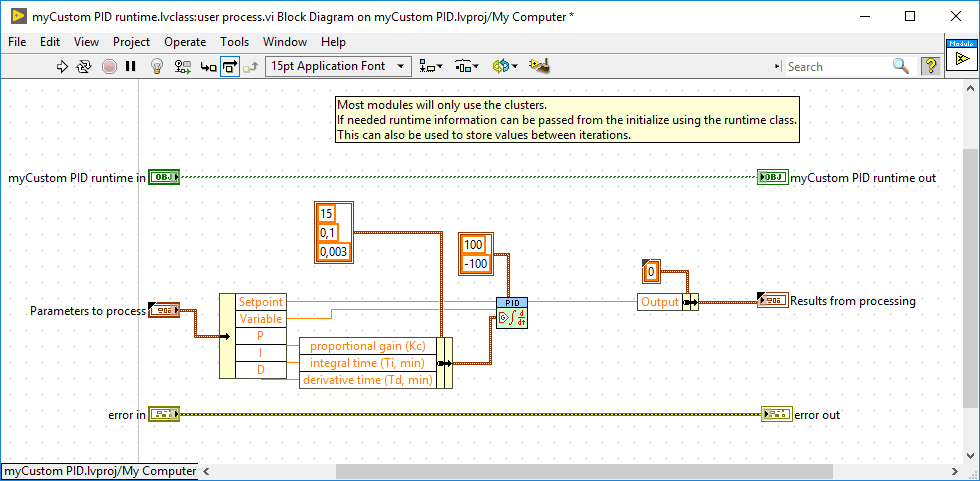 myCustom PID runtime.lvclass:user process.vi Block Diagram on myCustom PID.lvproj/My Computer *
File Edit View Project Operate Tools Window Help
15pt Application Font
Search
?
Module
Most modules will only use the clusters.
If needed runtime information can be passed from the initialize using the runtime class.
This can also be used to store values between iterations.
myCustom PID runtime in
OBJ
OBJ
myCustom PID runtime out
15
0,1
0,003
100
-100
0
Parameters to process
Setpoint
Variable
P
I
D
PID
Output
Results from processing
proportional gain (Kc)
integral time (Ti, min)
derivative time (Td, min)
error in
error out
myCustom PID.lvproj/My Computer